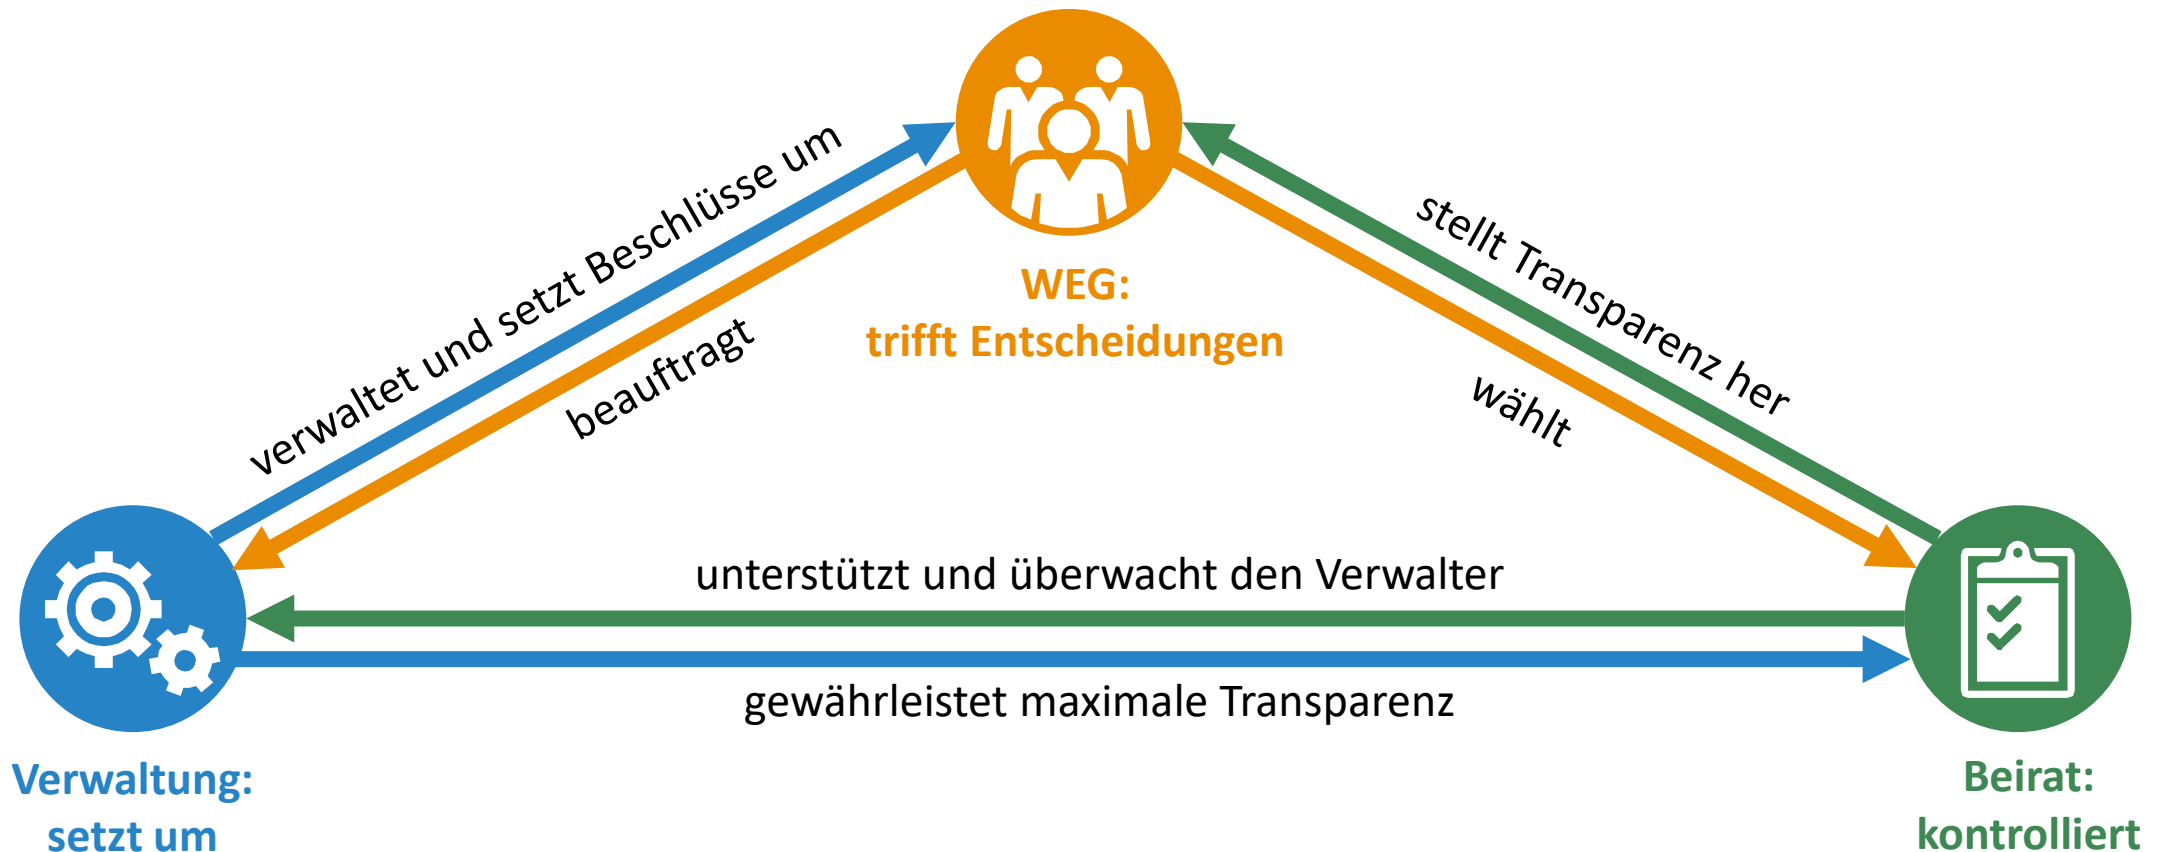 verwaltet und setzt Beschlüsse um
beauftragt
WEG:
trifft Entscheidungen
stellt Transparenz her
wählt
unterstützt und überwacht den Verwalter
gewährleistet maximale Transparenz
Verwaltung:
setzt um
Beirat:
kontrolliert